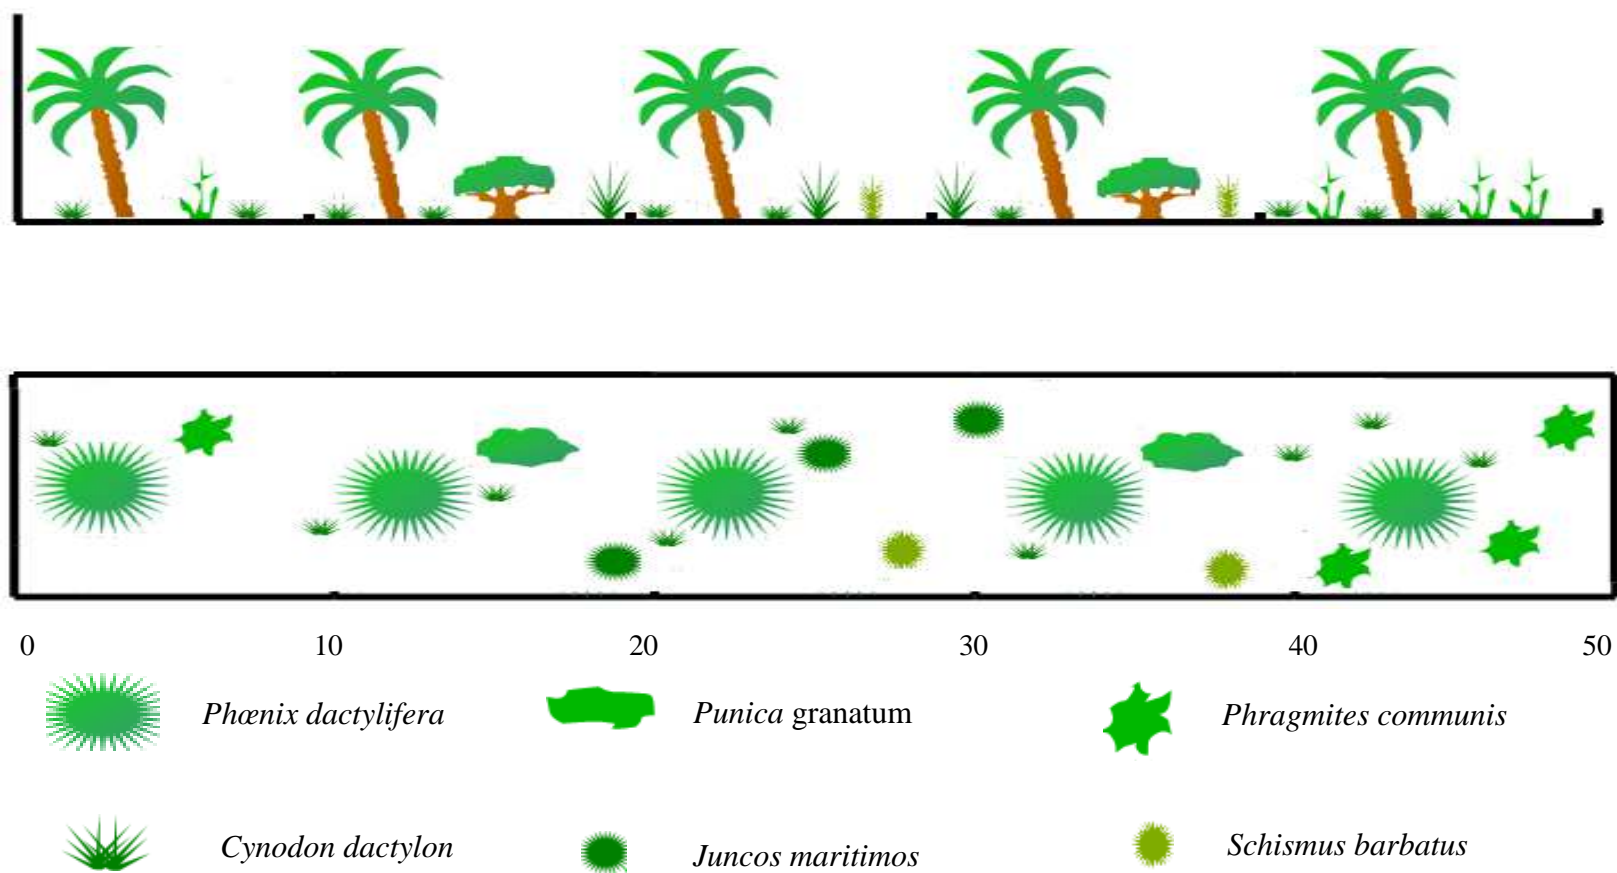 0 10 20 30 40 50
Phœnix dactylifera Punica granatum Phragmites communis
Cynodon dactylon Juncos maritimos Schismus barbatus